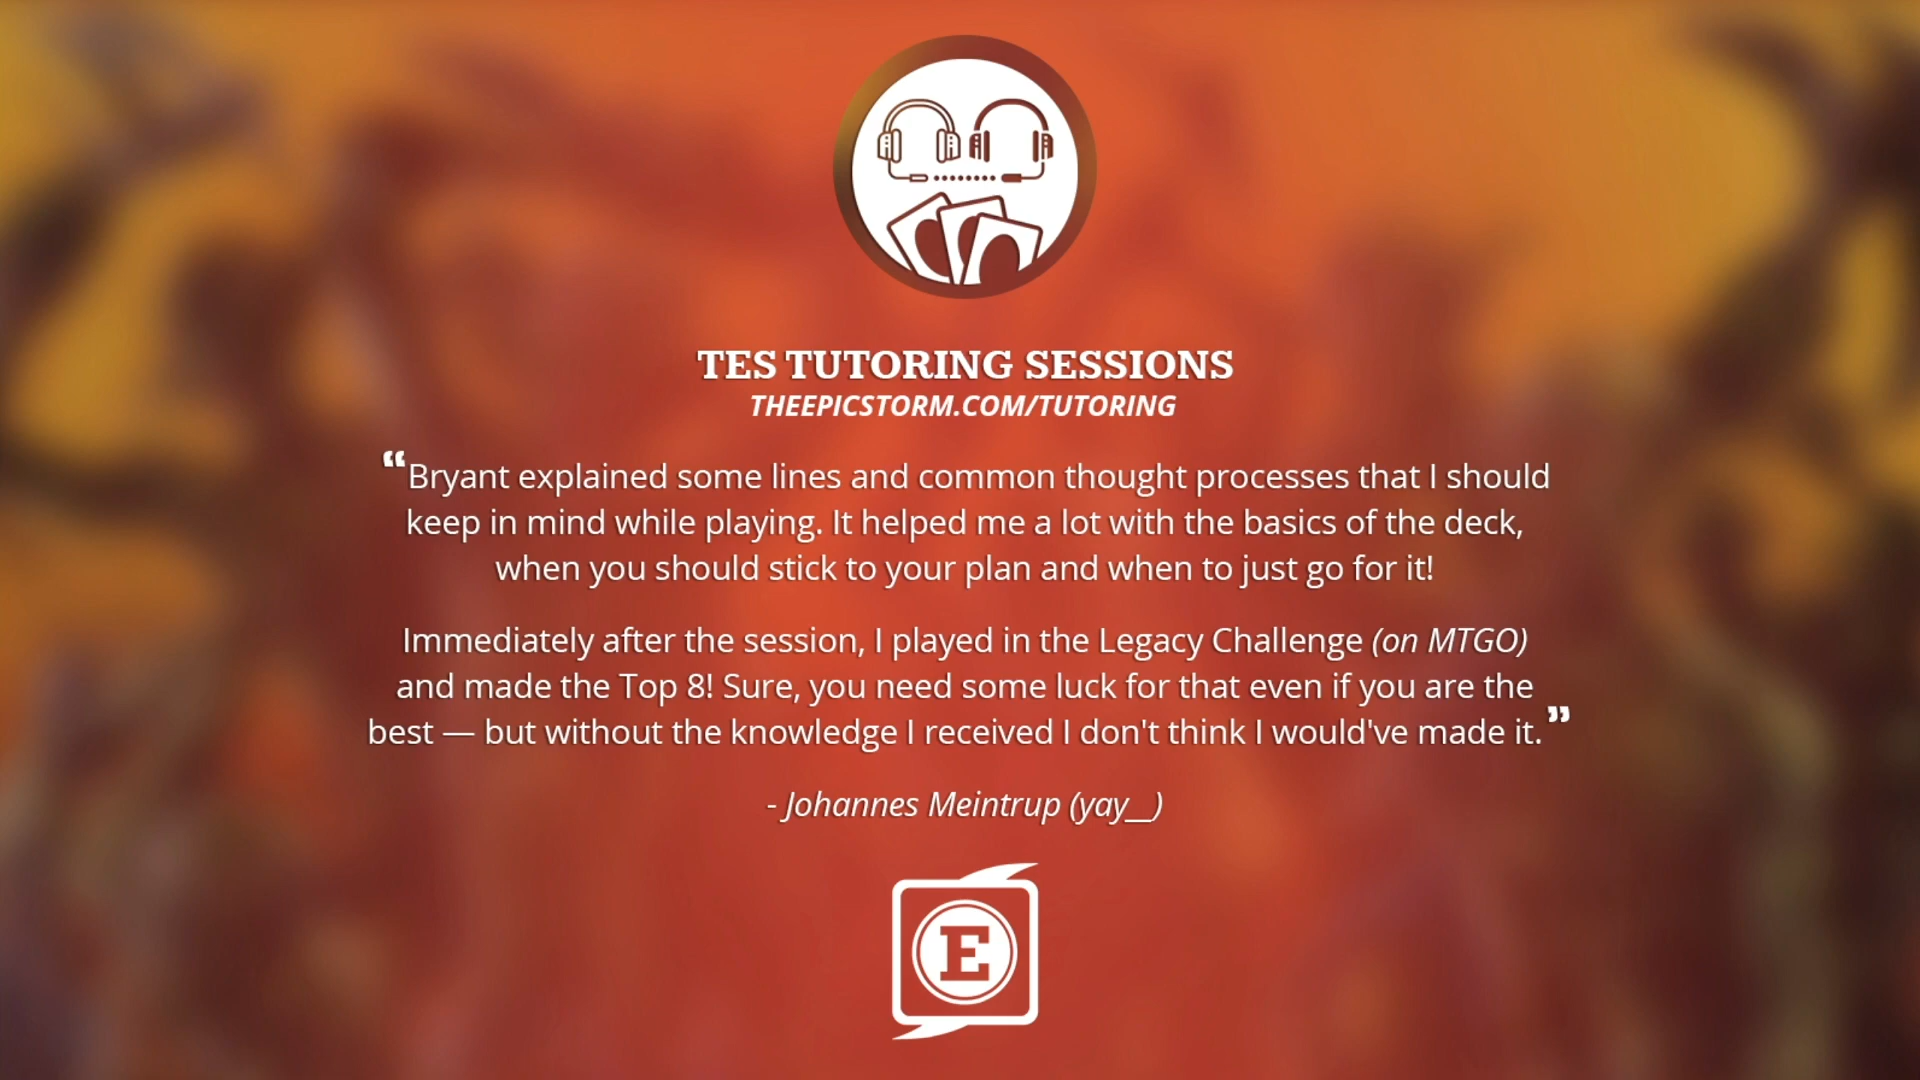 TES TUTORING SESSIONS
THEEPICSTORM.COM/TUTORING
“Bryant explained some lines and common thought processes that I should
keep in mind while playing. It helped me a lot with the basics of the deck,
when you should stick to your plan and when to just go for it!
Immediately after the session, I played in the Legacy Challenge (on MTGO)
and made the Top 8! Sure, you need some luck for that even if you are the
best — but without the knowledge I received I don't think I would've made it.”
- Johannes Meintrup (yay__)
E